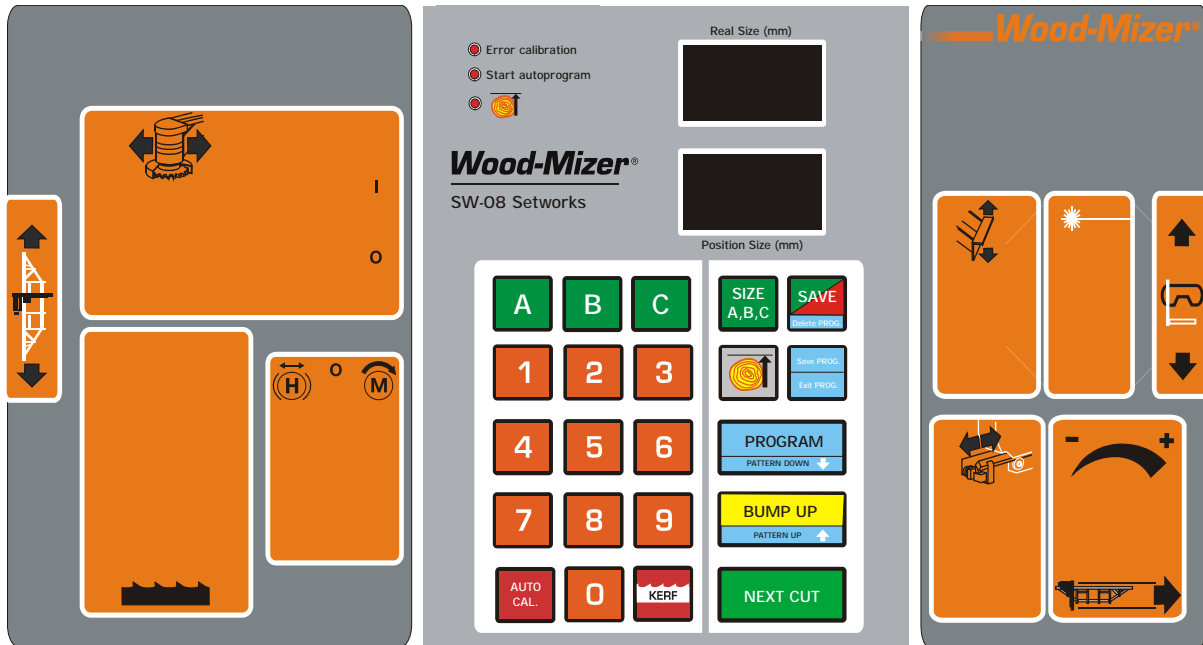 I
O
H
O
M
Error calibration
Start autoprogram
Wood-Mizer®
SW-08 Setworks
Real Size (mm)
Position Size (mm)
A B C
1 2 3
4 5 6
7 8 9
AUTO
CAL.
0
KERF
SIZE
A,B,C
SAVE
Delete PROG.
Save PROG.
Exit PROG.
PROGRAM
PATTERN DOWN
BUMP UP
PATTERN UP
NEXT CUT
Wood-Mizer®
- +